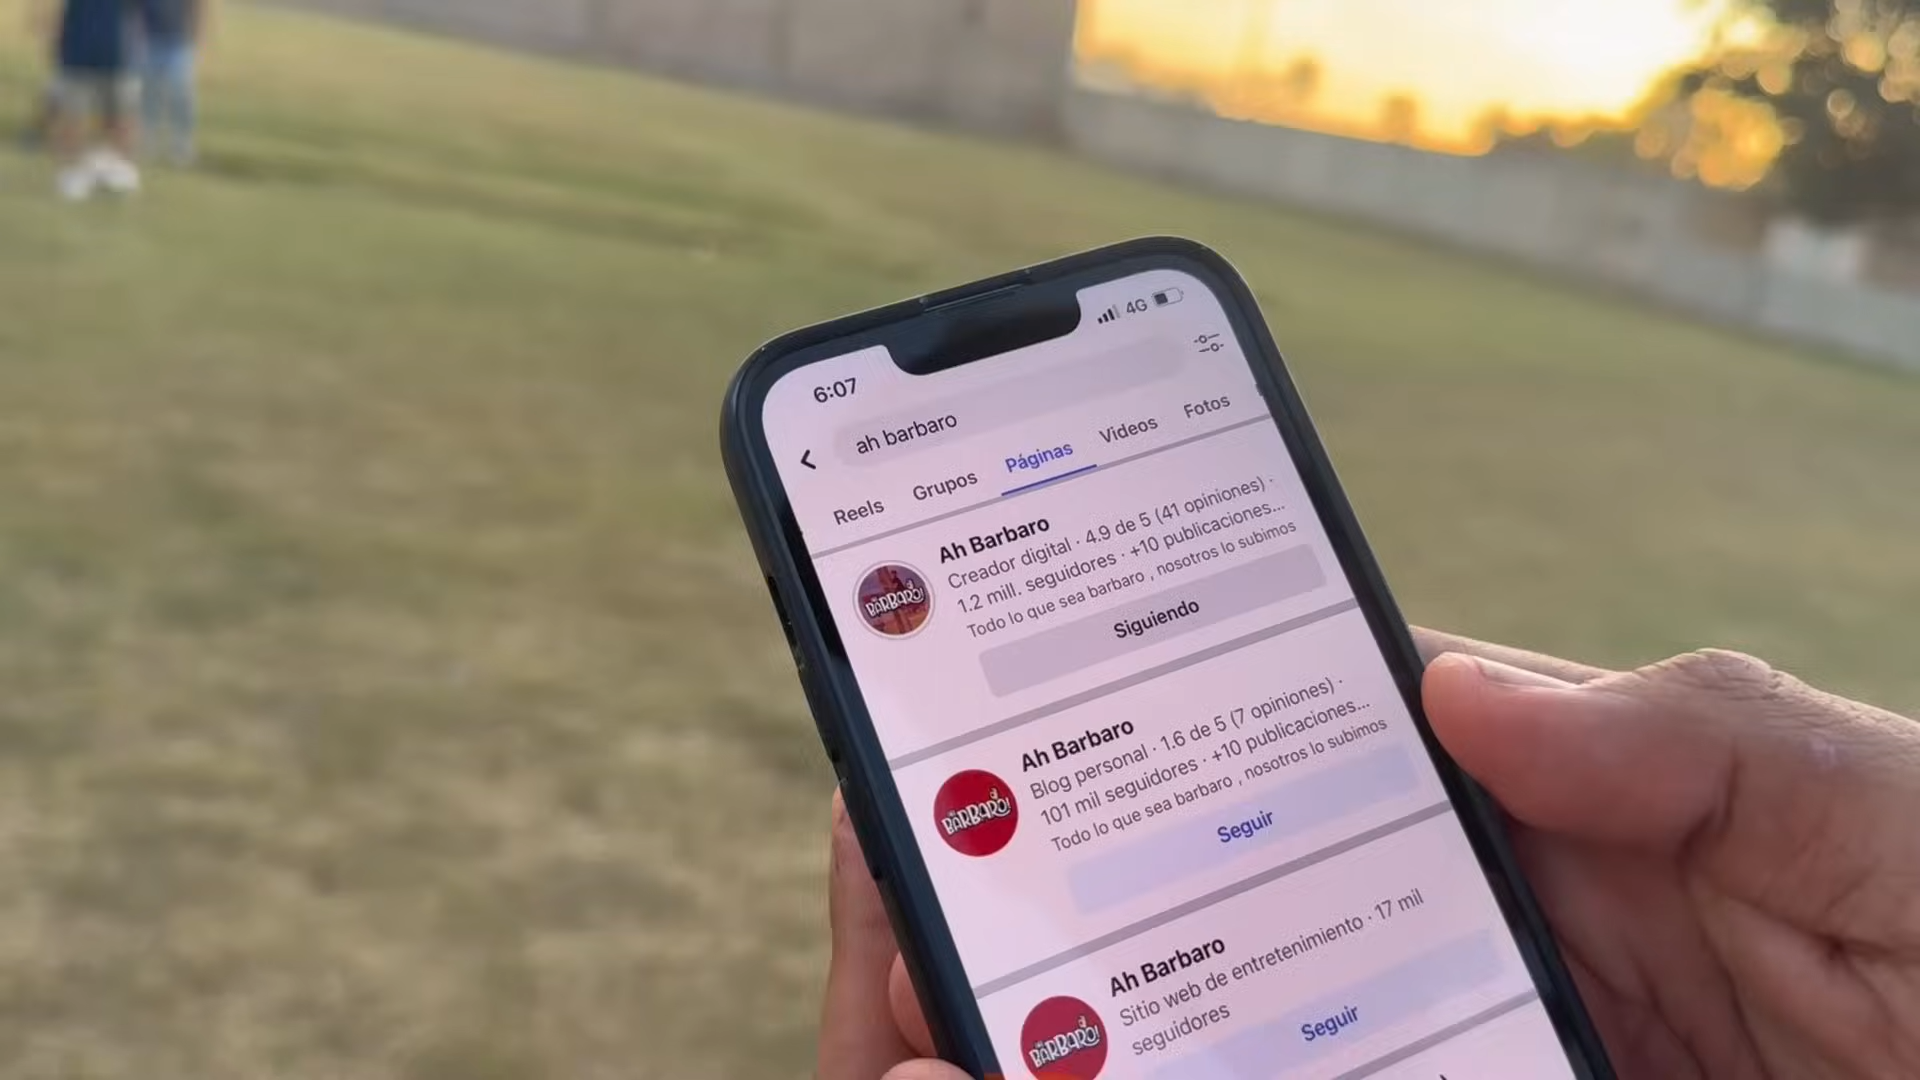 6:07
4G
ah barbaro
Reels Grupos Páginas Videos Fotos
Ah Barbaro
Creador digital · 4.9 de 5 (41 opiniones) ·
1.2 mill. seguidores · +10 publicaciones...
Todo lo que sea barbaro , nosotros lo subimos
BARBARO!
Siguiendo
Ah Barbaro
Blog personal · 1.6 de 5 (7 opiniones) ·
101 mil seguidores · +10 publicaciones...
Todo lo que sea barbaro , nosotros lo subimos
BARBARO!
Seguir
Ah Barbaro
Sitio web de entretenimiento · 17 mil
seguidores
BARBARO!
Seguir